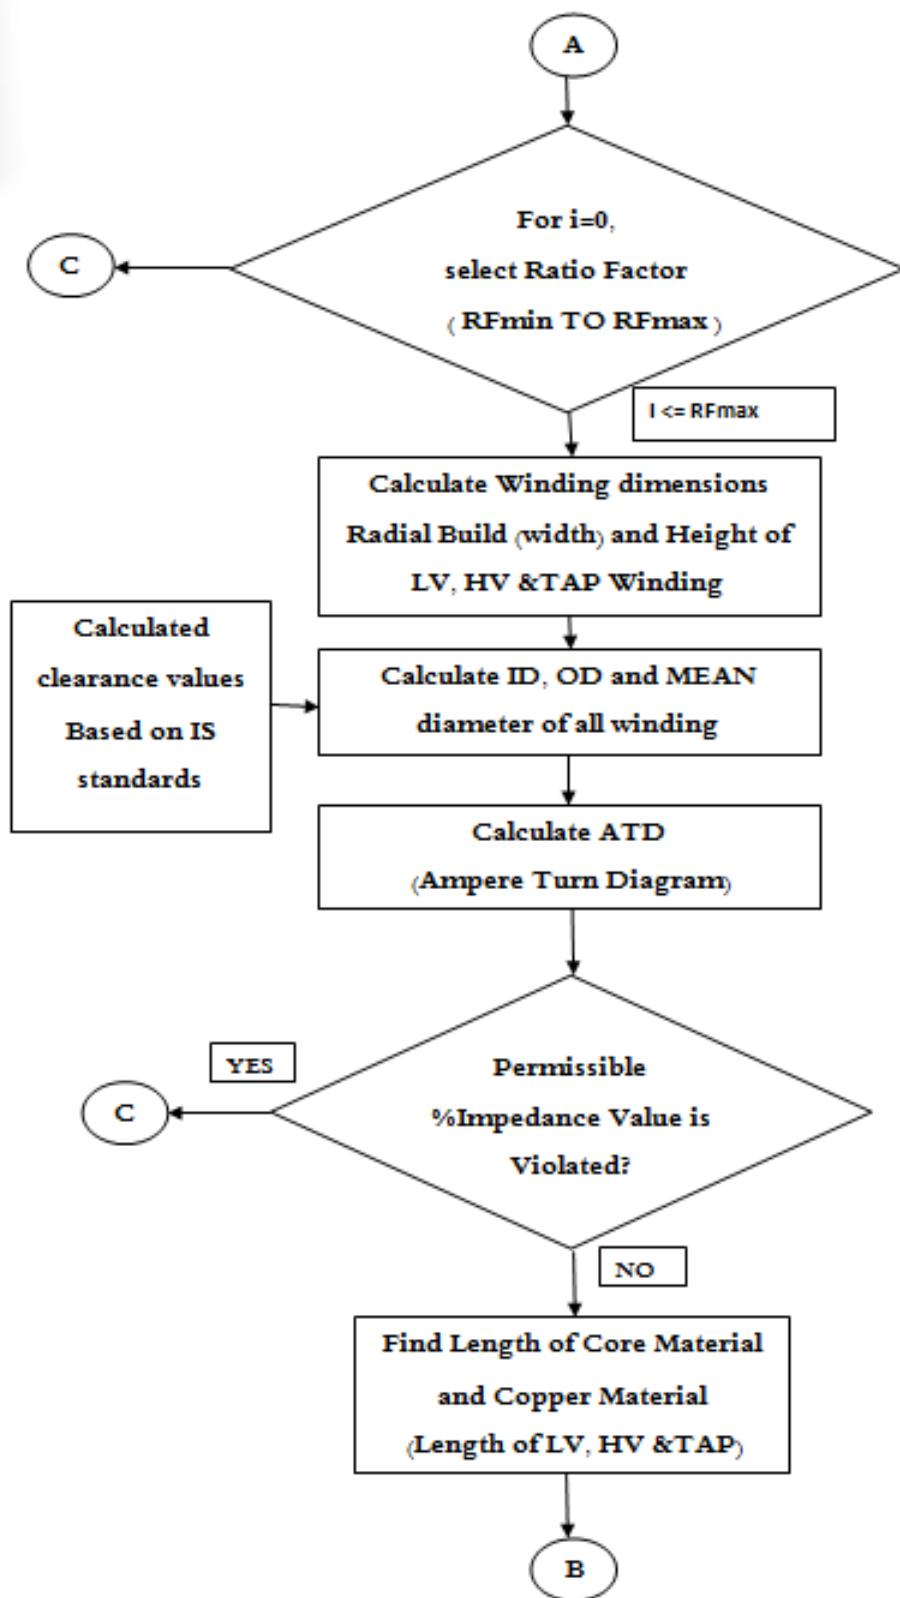 A
For i=0,
select Ratio Factor
( RFmin TO RFmax )
C
I <= RFmax
Calculate Winding dimensions
Radial Build (width) and Height of
LV, HV &TAP Winding
Calculated
clearance values
Based on IS
standards
Calculate ID, OD and MEAN
diameter of all winding
Calculate ATD
(Ampere Turn Diagram)
Permissible
%Impedance Value is
Violated?
YES
C
NO
Find Length of Core Material
and Copper Material
(Length of LV, HV &TAP)
B